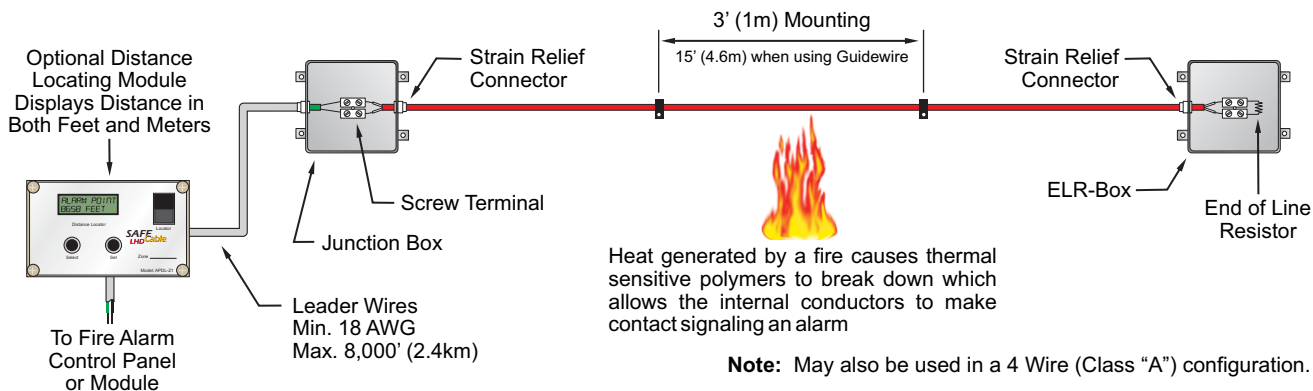 Optional Distance
Locating Module
Displays Distance in
Both Feet and Meters
ALARM POINT
0658 FEET
Distance Locator
Select
Set
Locator
SAFE
LHD Cable
Zone
Model APDL-Z1
To Fire Alarm
Control Panel
or Module
Leader Wires
Min. 18 AWG
Max. 8,000’ (2.4km)
Junction Box
Screw Terminal
Strain Relief
Connector
3’ (1m) Mounting
15’ (4.6m) when using Guidewire
Heat generated by a fire causes thermal
sensitive polymers to break down which
allows the internal conductors to make
contact signaling an alarm
Strain Relief
Connector
ELR-Box
End of Line
Resistor
Note: May also be used in a 4 Wire (Class “A”) configuration.